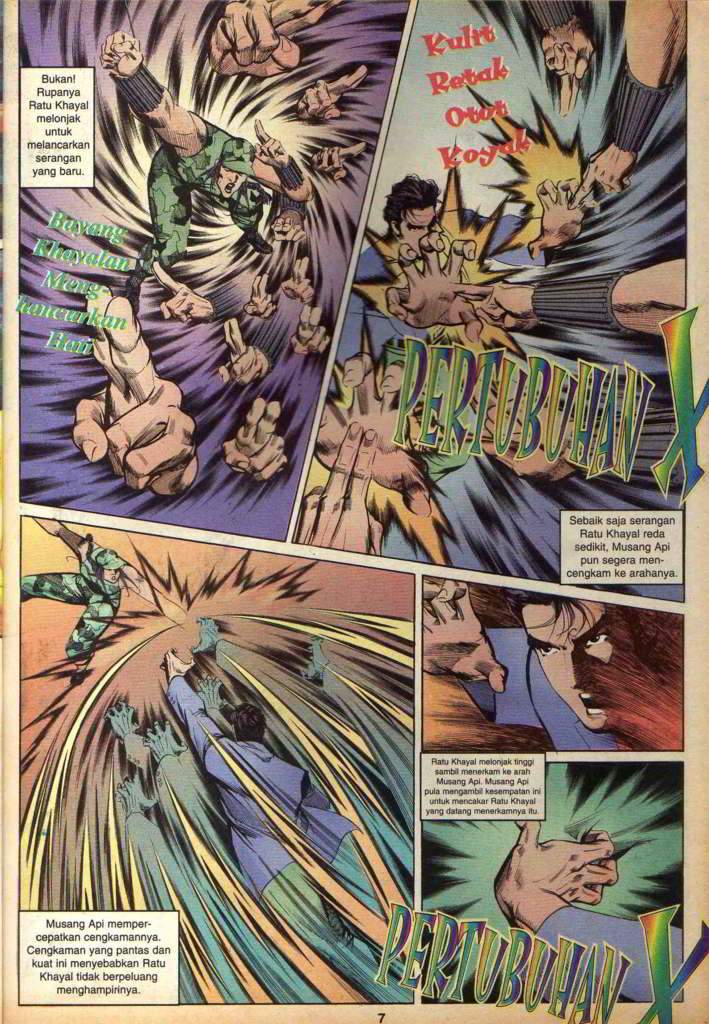 Bukan!
Rupanya
Ratu Khayal
melonjak
untuk
melancarkan
serangan
yang baru.
Bayang
Khayalan
Meng-
hancurkan
Hati
Kulit
Retak
Otot
Koyak
PERTUBUHAN X
Sebaik saja serangan
Ratu Khayal reda
sedikit, Musang Api
pun segera men-
cengkam ke arahanya.
Musang Api memper-
cepatkan cengkamannya.
Cengkaman yang pantas dan
kuat ini menyebabkan Ratu
Khayal tidak berpeluang
menghampirinya.
Ratu Khayal melonjak tinggi
sambil menerkam ke arah
Musang Api. Musang Api
pula mengambil kesempatan ini
untuk mencakar Ratu Khayal
yang datang menerkamnya itu.
PERTUBUHAN X
7